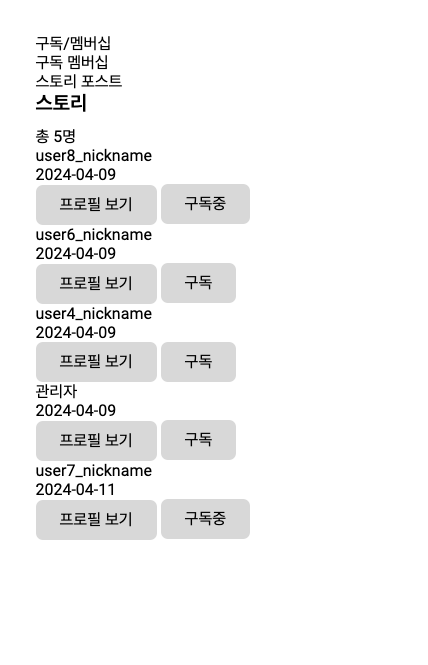 구독/멤버십
구독 멤버십
스토리 포스트
스토리
총 5명
user8_nickname
2024-04-09
프로필 보기 구독중
user6_nickname
2024-04-09
프로필 보기 구독
user4_nickname
2024-04-09
프로필 보기 구독
관리자
2024-04-09
프로필 보기 구독
user7_nickname
2024-04-11
프로필 보기 구독중